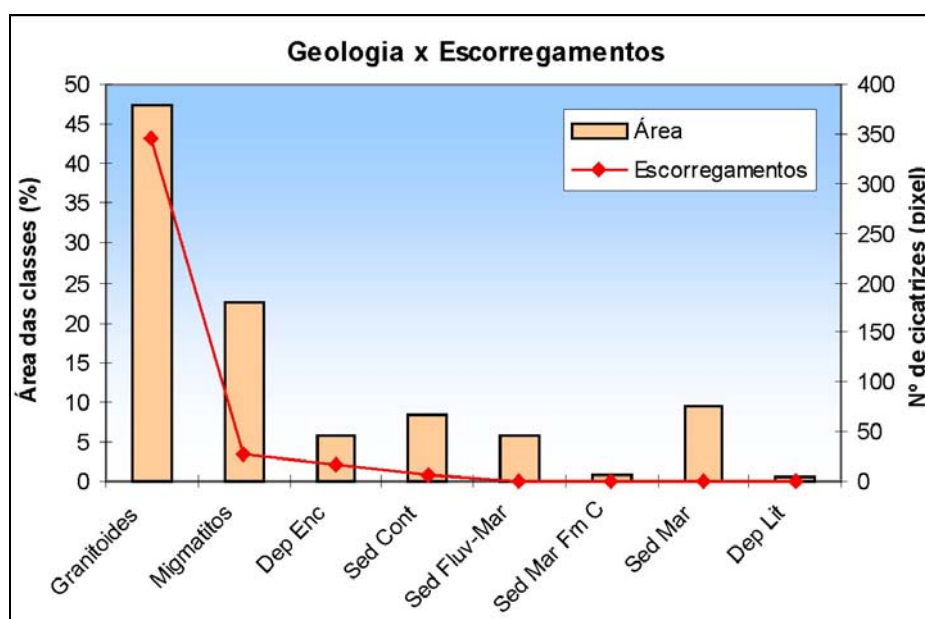 Geologia x Escorregamentos
Área das classes (%)
50
45
40
35
30
25
20
15
10
5
0
Área
Escorregamentos
400
350
300
250
200
150
100
50
0
Nº de cicatrizes (pixel)
Granitoides
Migmatitos
Dep Enc
Sed Cont
Sed Fluv-Mar
Sed Mar Fm C
Sed Mar
Dep Lit